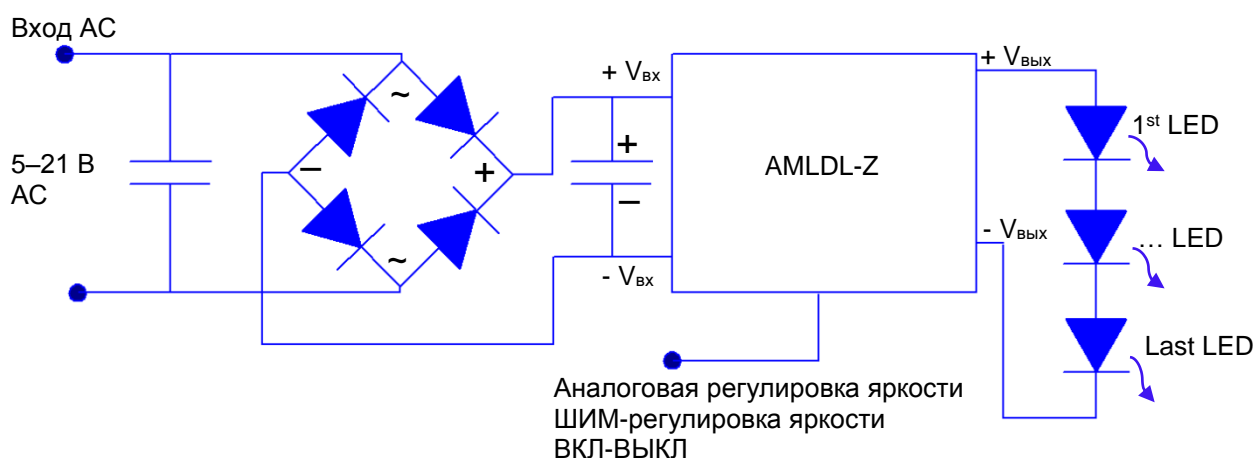 Вход AC
5–21 В
AC
~
~
–
+
+ Vвх
- Vвх
+
–
AMLDL-Z
+ Vвых
- Vвых
1st LED
... LED
Last LED
Аналоговая регулировка яркости
ШИМ-регулировка яркости
ВКЛ-ВЫКЛ